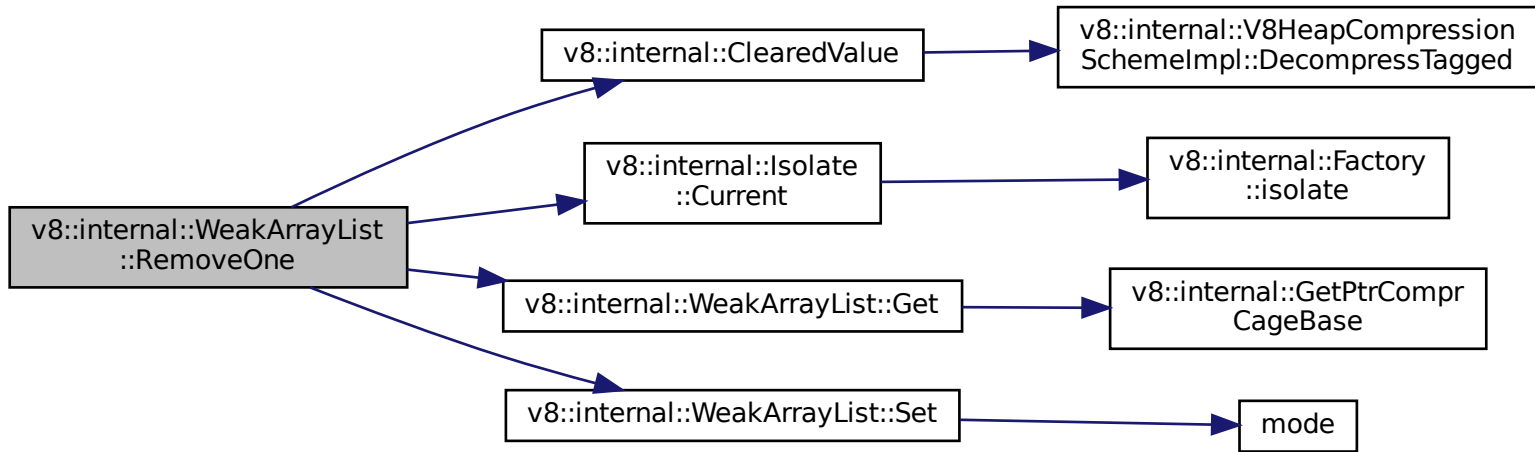 v8::internal::WeakArrayList
::RemoveOne
v8::internal::ClearedValue
v8::internal::V8HeapCompression
SchemeImpl::DecompressTagged
v8::internal::Isolate
::Current
v8::internal::Factory
::isolate
v8::internal::WeakArrayList::Get
v8::internal::GetPtrCompr
CageBase
v8::internal::WeakArrayList::Set
mode